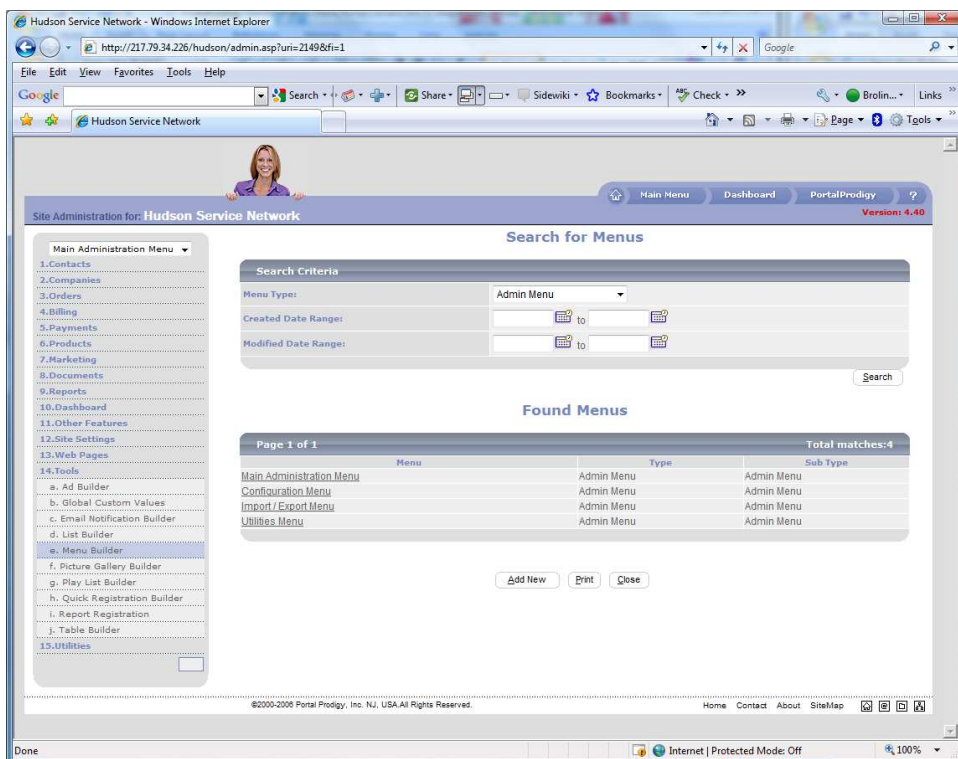 Hudson Service Network - Windows Internet Explorer
http://217.79.34.226/hudson/admin.asp?uri=2149&fi=1
Google
File Edit View Favorites Tools Help
Google Search Share Sidewiki Bookmarks ABC Check >> Brolin... Links >>
Hudson Service Network Page Tools >>
Main Menu Dashboard PortalProdigy ?
Site Administration for: Hudson Service Network
Version: 4.40
Main Administration Menu
1.Contacts
2.Companies
3.Orders
4.Billing
5.Payments
6.Products
7.Marketing
8.Documents
9.Reports
10.Dashboard
11.Other Features
12.Site Settings
13.Web Pages
14.Tools
a. Ad Builder
b. Global Custom Values
c. Email Notification Builder
d. List Builder
e. Menu Builder
f. Picture Gallery Builder
g. Play List Builder
h. Quick Registration Builder
i. Report Registration
j. Table Builder
15.Utilities
Search for Menus
Search Criteria
Menu Type: Admin Menu
Created Date Range: to
Modified Date Range: to
Search
Found Menus
Page 1 of 1 Total matches:4
Menu Type Sub Type
Main Administration Menu Admin Menu Admin Menu
Configuration Menu Admin Menu Admin Menu
Import / Export Menu Admin Menu Admin Menu
Utilities Menu Admin Menu Admin Menu
Add New Print Close
©2000-2006 Portal Prodigy, Inc. NJ, USA.All Rights Reserved.
Home Contact About SiteMap
Done Internet | Protected Mode: Off 100%